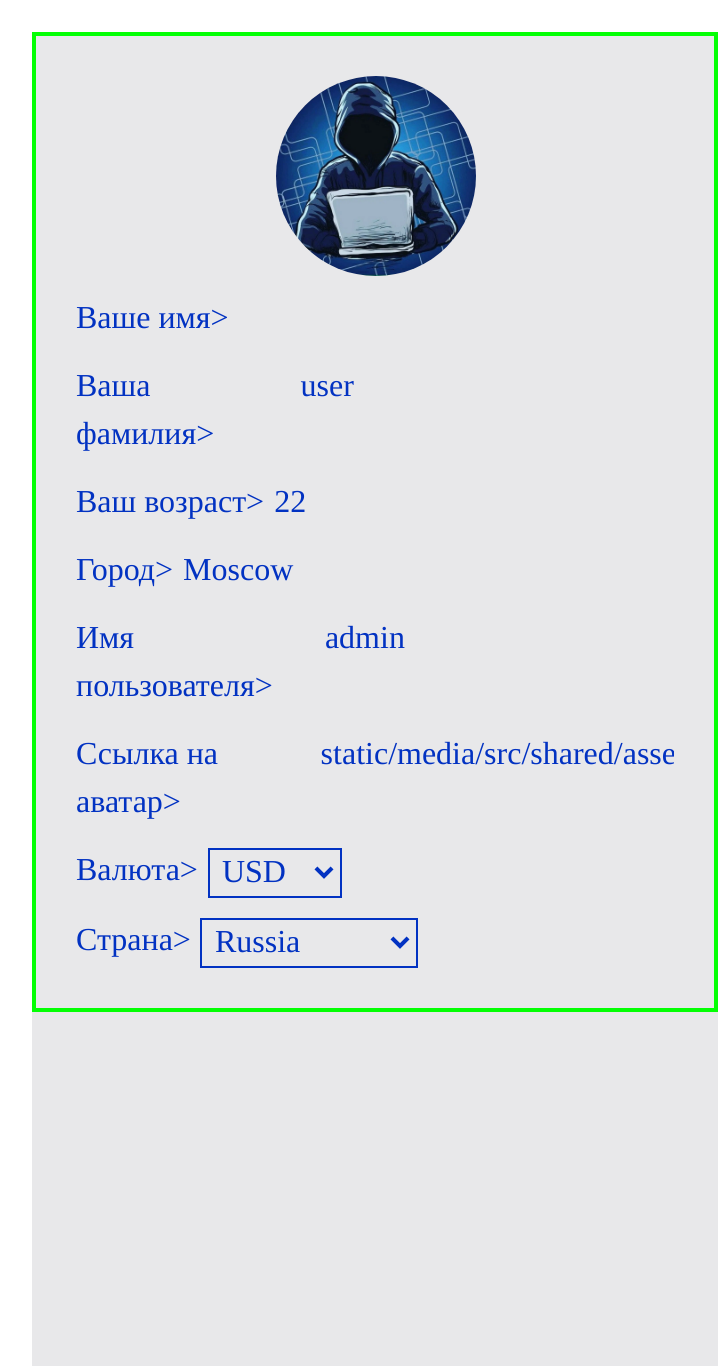 Ваше имя>
Ваша user
фамилия>
Ваш возраст> 22
Город> Moscow
Имя admin
пользователя>
Ссылка на static/media/src/shared/asse
аватар>
Валюта> USD
Страна> Russia